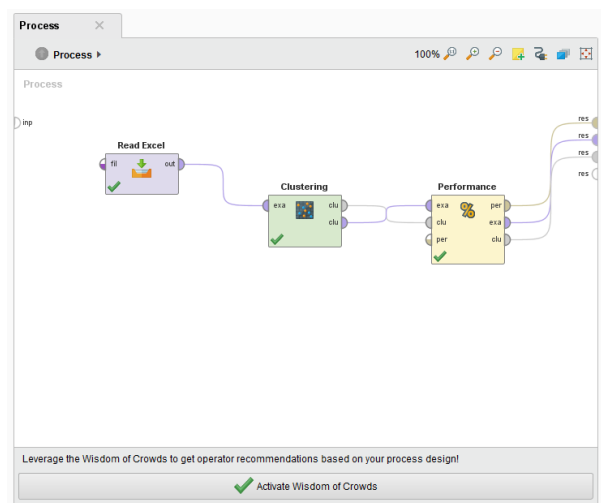 Process
Process
100%
Process
inp
res
res
res
res
Read Excel
fil
out
Clustering
exa
clu
clu
Performance
exa
per
clu
exa
per
clu
Leverage the Wisdom of Crowds to get operator recommendations based on your process design!
Activate Wisdom of Crowds